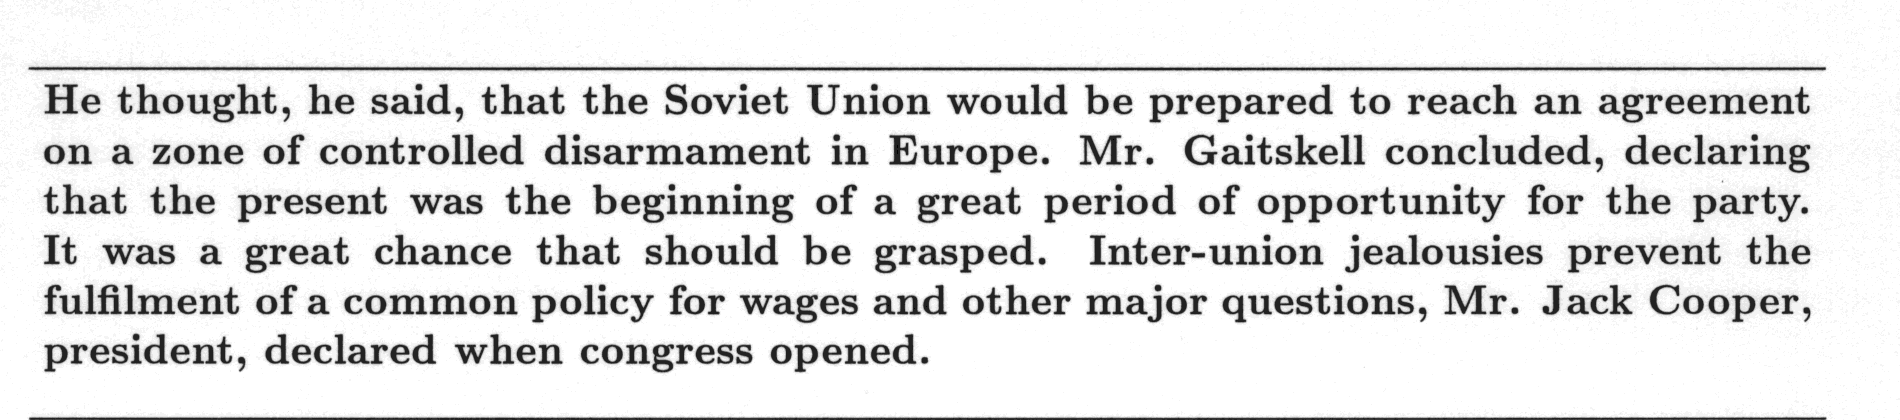 He thought, he said, that the Soviet Union would be prepared to reach an agreement
on a zone of controlled disarmament in Europe. Mr. Gaitskell concluded, declaring
that the present was the beginning of a great period of opportunity for the party.
It was a great chance that should be grasped. Inter-union jealousies prevent the
fulfilment of a common policy for wages and other major questions, Mr. Jack Cooper,
president, declared when congress opened.